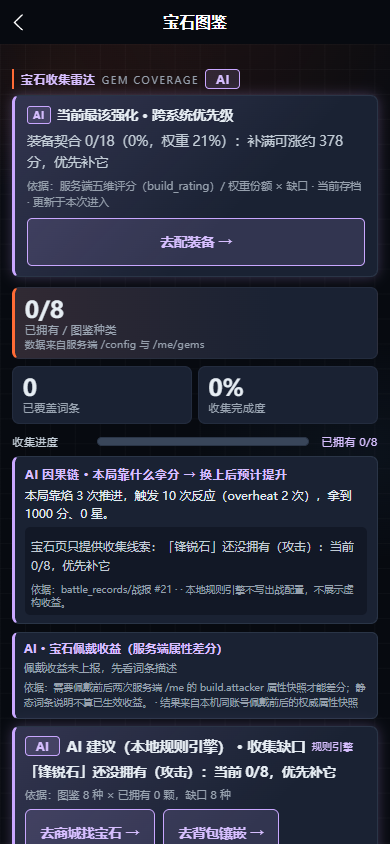 宝石图鉴
宝石收集雷达 GEM COVERAGE AI
AI 当前最该强化 • 跨系统优先级
装备契合 0/18（0%，权重 21%）：补满可涨约 378
分，优先补它
依据：服务端五维评分（build_rating）/ 权重份额 × 缺口 · 当前存档
· 更新于本次进入
去配装备 →
0/8
已拥有 / 图鉴种类
数据来自服务端 /config 与 /me/gems
0
已覆盖词条
0%
收集完成度
收集进度
已拥有 0/8
AI 因果链 • 本局靠什么拿分 → 换上后预计提升
本局靠焰 3 次推进，触发 10 次反应（overheat 2 次），拿到
1000 分、0 星。
宝石页只提供收集线索：「锋锐石」还没拥有（攻击）：当前
0/8，优先补它
依据：battle_records/战报 #21 · · 本地规则引擎不写出战配置，不展示虚
构收益。
AI • 宝石佩戴收益（服务端属性差分）
佩戴收益未上报，先看词条描述
依据：需要佩戴前后两次服务端 /me 的 build.attacker 属性快照才能差分；静
态词条说明不算已生效收益。 · 结果来自本机同账号佩戴前后的权威属性快照
AI AI 建议（本地规则引擎） • 收集缺口 规则引擎
「锋锐石」还没拥有（攻击）：当前 0/8，优先补它
依据：图鉴 8 种 × 已拥有 0 颗，缺口 8 种
去商城找宝石 →
去背包镶嵌 →